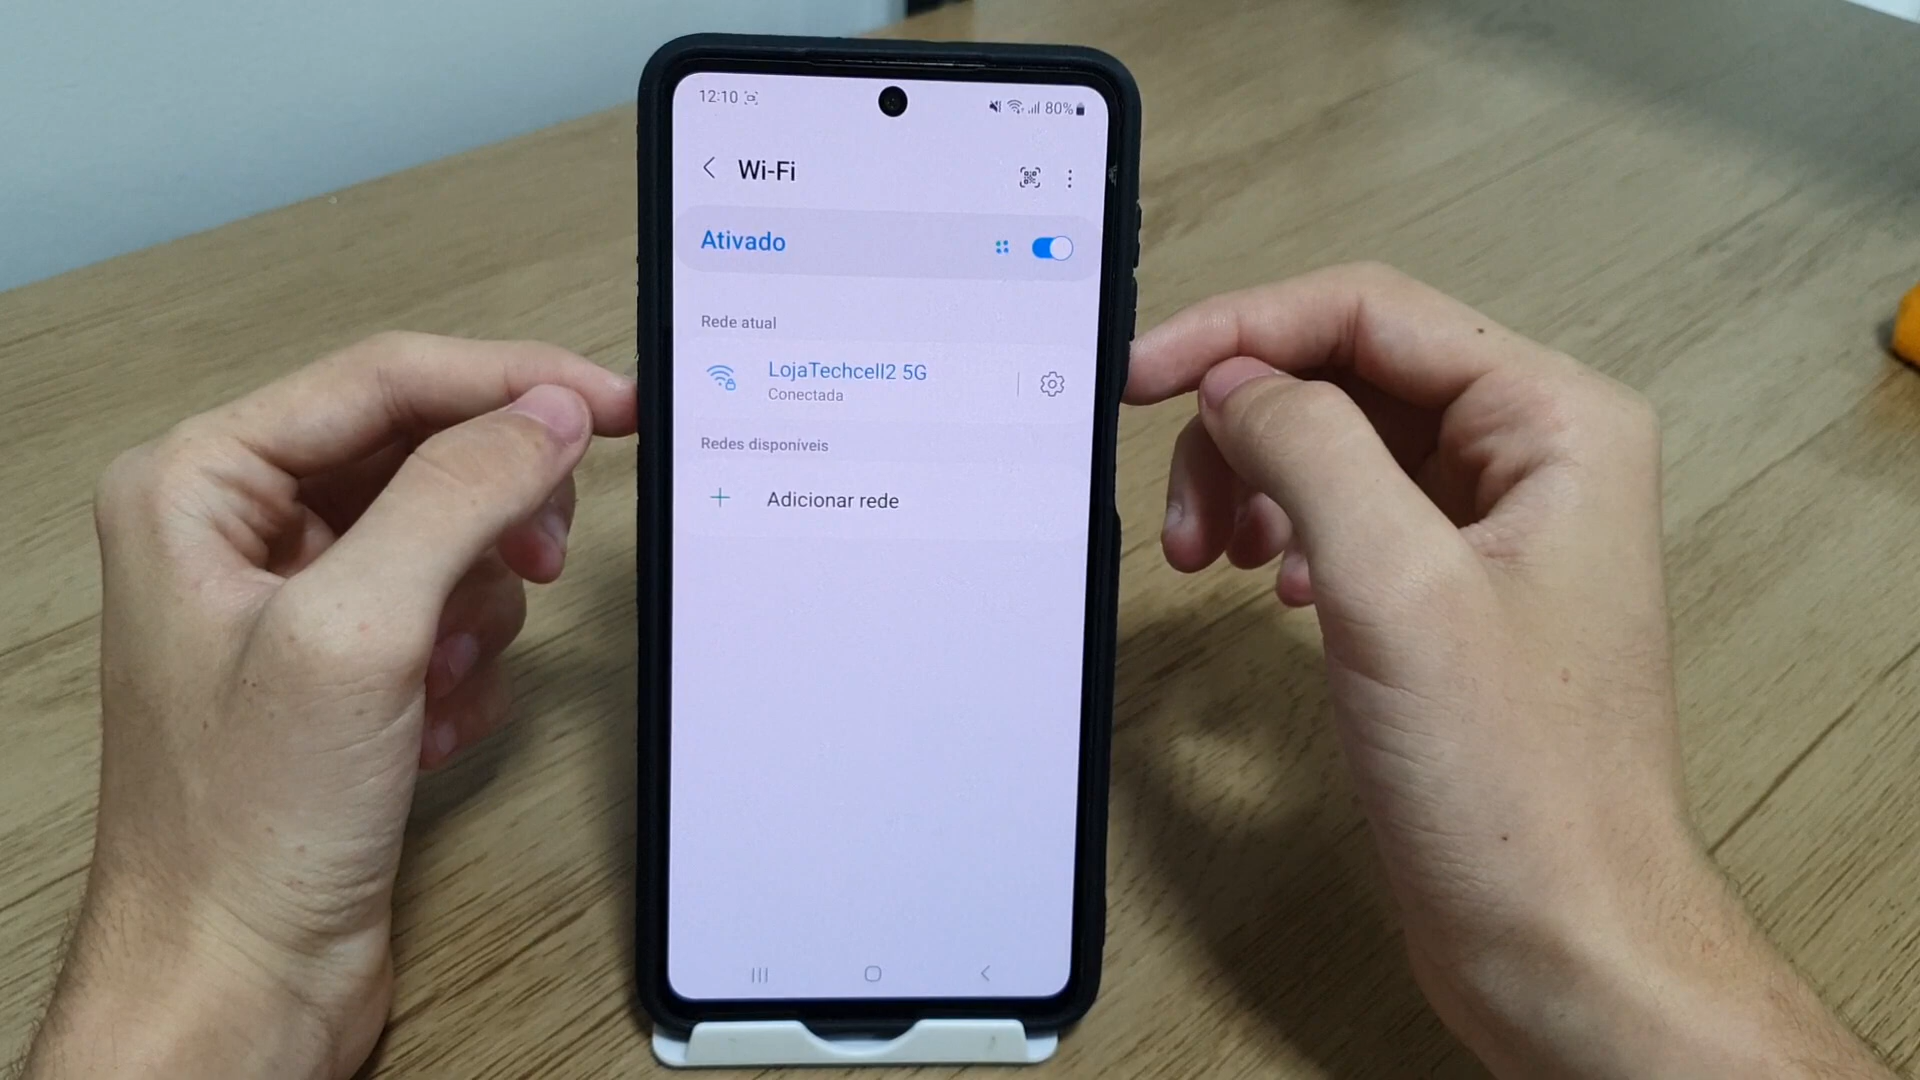 12:10 80%
Wi-Fi
Ativado
Rede atual
LojaTechcell2 5G
Conectada
Redes disponíveis
Adicionar rede